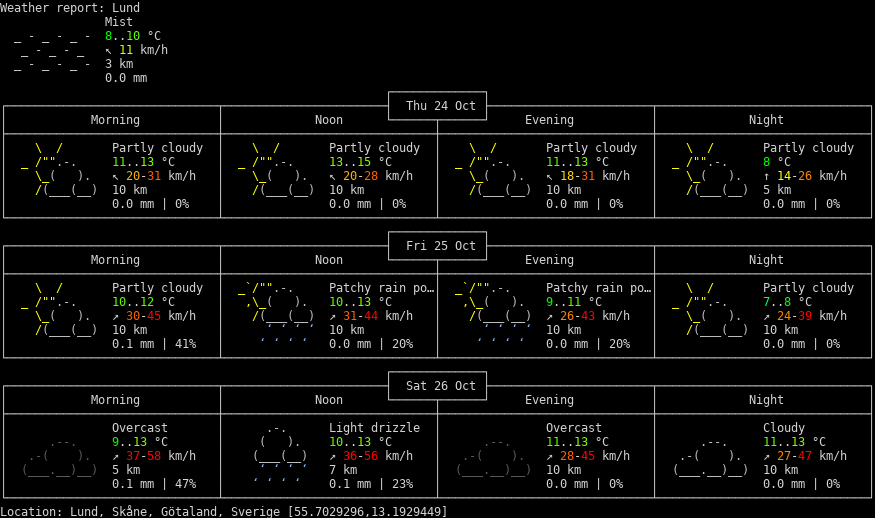 Weather report: Lund
Mist
8..10 °C
↖ 11 km/h
3 km
0.0 mm
Thu 24 Oct
Morning Noon Evening Night
Partly cloudy Partly cloudy Partly cloudy Partly cloudy
11..13 °C 13..15 °C 11..13 °C 8 °C
↖ 20-31 km/h ↖ 20-28 km/h ↖ 18-31 km/h ↑ 14-26 km/h
10 km 10 km 10 km 5 km
0.0 mm | 0% 0.0 mm | 0% 0.0 mm | 0% 0.0 mm | 0%
Fri 25 Oct
Morning Noon Evening Night
Partly cloudy Patchy rain po… Patchy rain po… Partly cloudy
10..12 °C 10..13 °C 9..11 °C 7..8 °C
↗ 30-45 km/h ↗ 31-44 km/h ↗ 26-43 km/h ↗ 24-39 km/h
10 km 10 km 10 km 10 km
0.1 mm | 41% 0.0 mm | 20% 0.0 mm | 20% 0.0 mm | 0%
Sat 26 Oct
Morning Noon Evening Night
Overcast Light drizzle Overcast Cloudy
9..13 °C 10..13 °C 11..13 °C 11..13 °C
↗ 37-58 km/h ↗ 36-56 km/h ↗ 28-45 km/h ↗ 27-47 km/h
5 km 7 km 10 km 10 km
0.1 mm | 47% 0.1 mm | 23% 0.0 mm | 0% 0.0 mm | 0%
Location: Lund, Skåne, Götaland, Sverige [55.7029296,13.1929449]